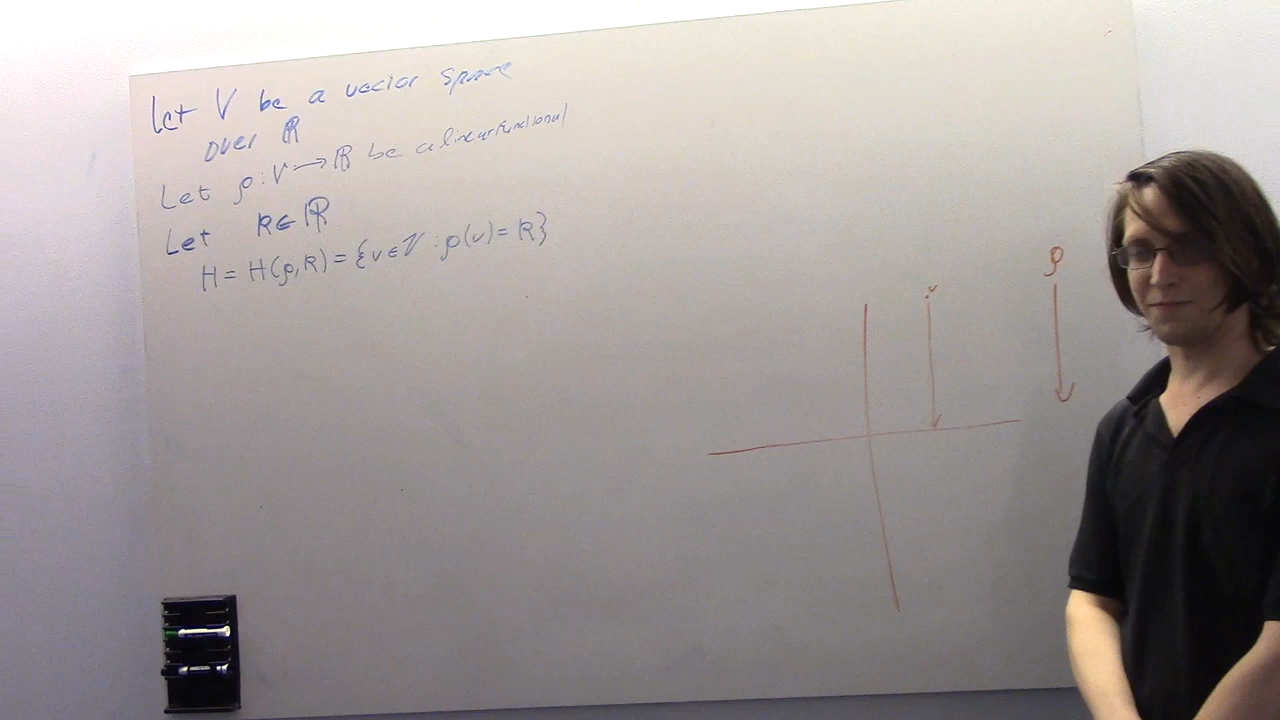 Let V be a vector space
over ℝ
Let ρ: V → ℝ be a linear functional
Let k ∈ ℝ
H = H(ρ, k) = {v ∈ V : ρ(v) = k}
v
ρ